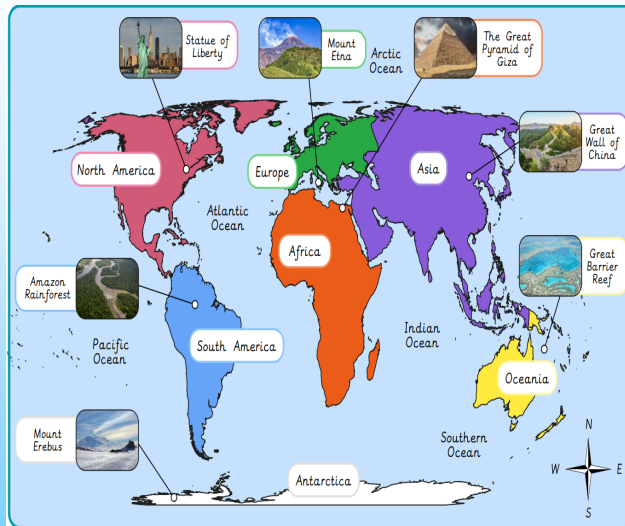 Statue of
Liberty
Mount
Etna
Arctic
Ocean
The Great
Pyramid of
Giza
Great
Wall of
China
North America
Europe
Asia
Atlantic
Ocean
Africa
Amazon
Rainforest
Great
Barrier
Reef
Pacific
Ocean
South America
Indian
Ocean
Oceania
Mount
Erebus
Southern
Ocean
Antarctica
N
W
E
S